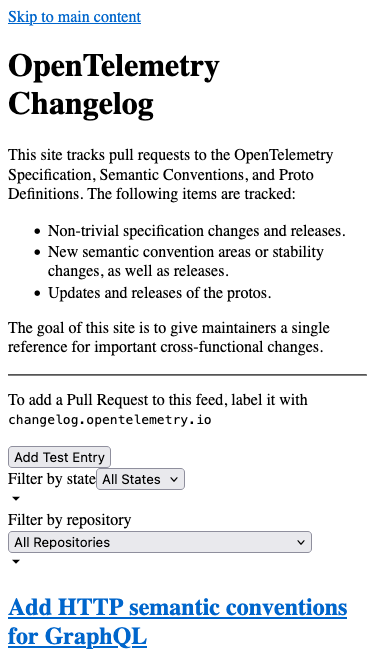 Skip to main content
OpenTelemetry
Changelog
This site tracks pull requests to the OpenTelemetry
Specification, Semantic Conventions, and Proto
Definitions. The following items are tracked:
• Non-trivial specification changes and releases.
• New semantic convention areas or stability
changes, as well as releases.
• Updates and releases of the protos.
The goal of this site is to give maintainers a single
reference for important cross-functional changes.
To add a Pull Request to this feed, label it with
changelog.opentelemetry.io
Add Test Entry
Filter by state All States
Filter by repository
All Repositories
Add HTTP semantic conventions
for GraphQL